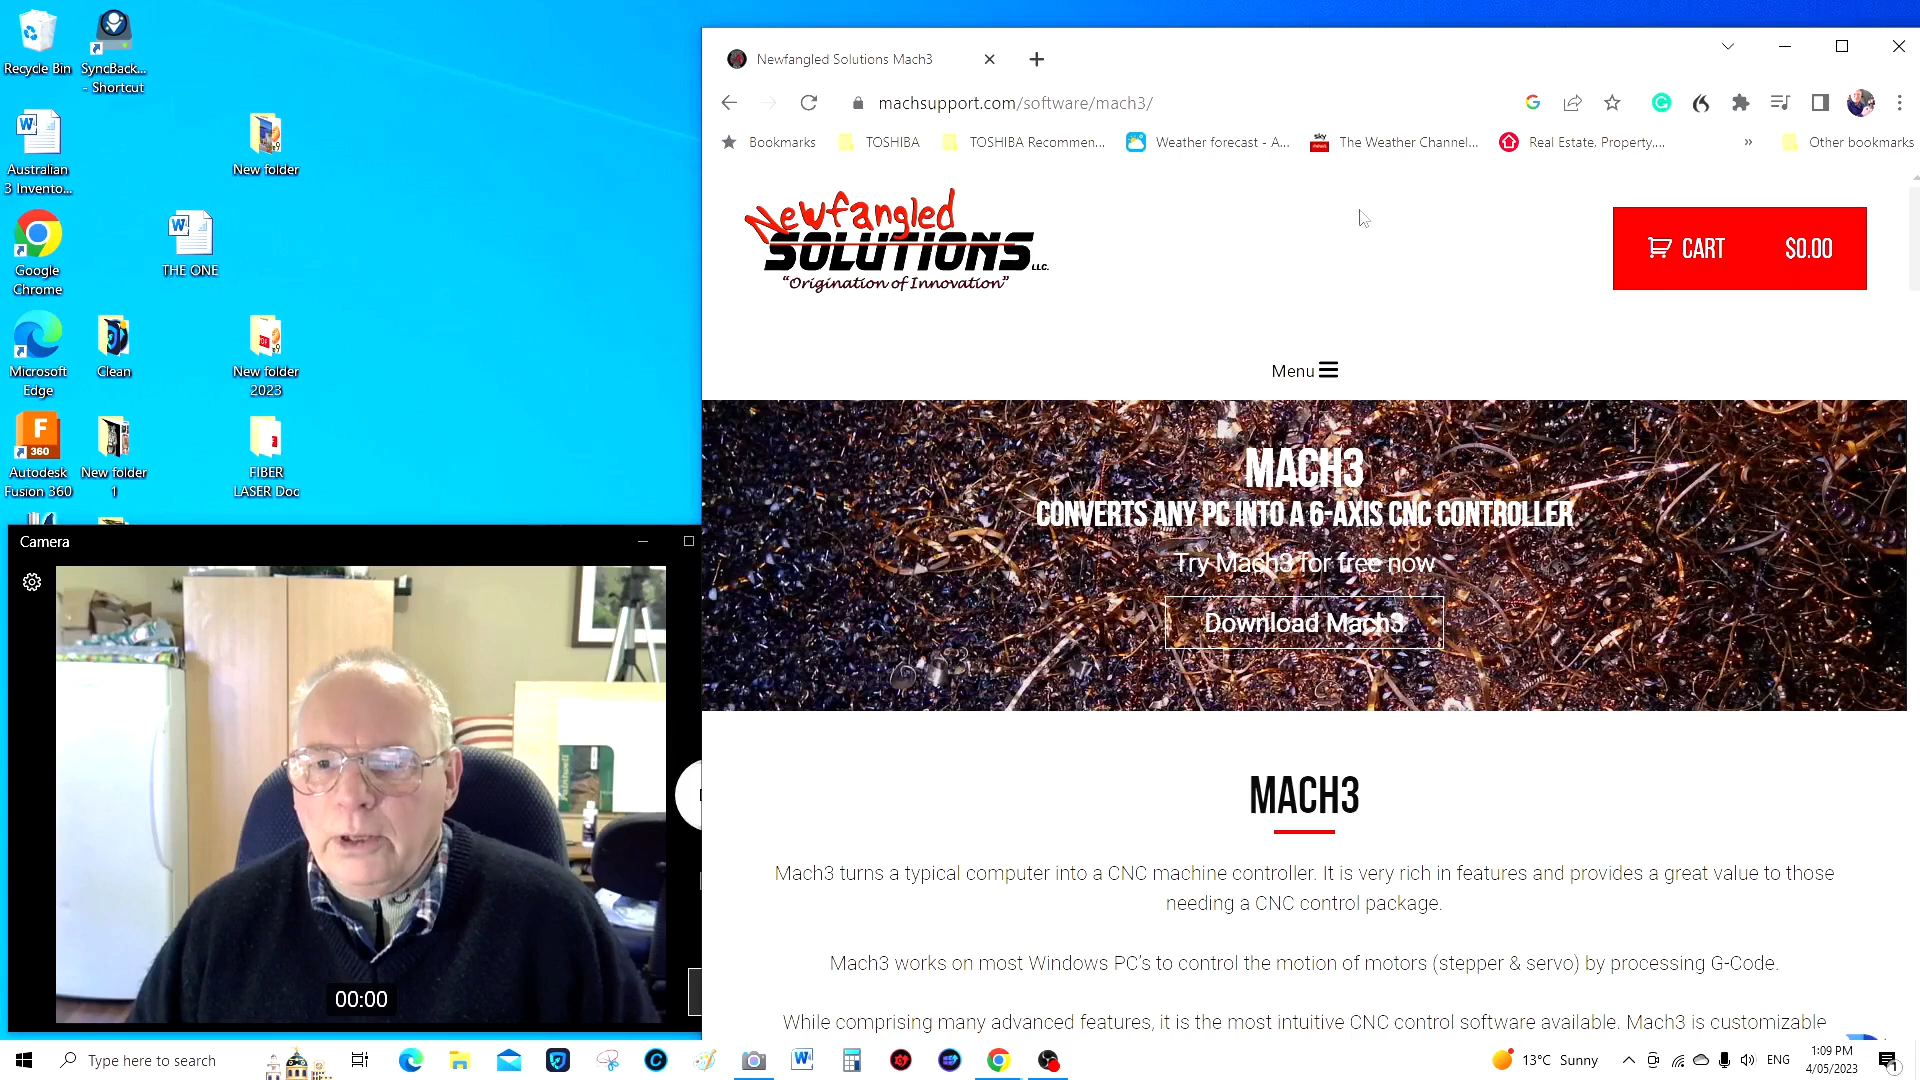 Recycle Bin
SyncBack...
- Shortcut
Australian
3 Invento...
New folder
Google
Chrome
THE ONE
Microsoft
Edge
Clean
New folder
2023
F
360
Autodesk
Fusion 360
New folder
1
FIBER
LASER Doc
Camera
00:00
Newfangled Solutions Mach3
machsupport.com/software/mach3/
Bookmarks
TOSHIBA
TOSHIBA Recommen...
Weather forecast - A...
The Weather Channel...
Real Estate, Property,...
»
Other bookmarks
Newfangled
SOLUTIONS LLC.
“Origination of Innovation”
CART $0.00
Menu
MACH3
CONVERTS ANY PC INTO A 6-AXIS CNC CONTROLLER
Try Mach3 for free now
Download Mach3
MACH3
Mach3 turns a typical computer into a CNC machine controller. It is very rich in features and provides a great value to those
needing a CNC control package.
Mach3 works on most Windows PC’s to control the motion of motors (stepper & servo) by processing G-Code.
While comprising many advanced features, it is the most intuitive CNC control software available. Mach3 is customizable
Type here to search
13°C Sunny
ENG
1:09 PM
4/05/2023
1